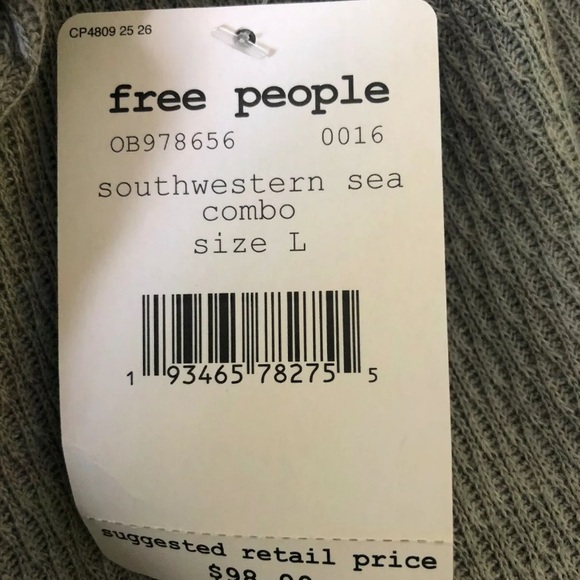 CP4809 25 26
free people
OB978656 0016
southwestern sea
combo
size L
1 93465 78275 5
suggested retail price
$98.00